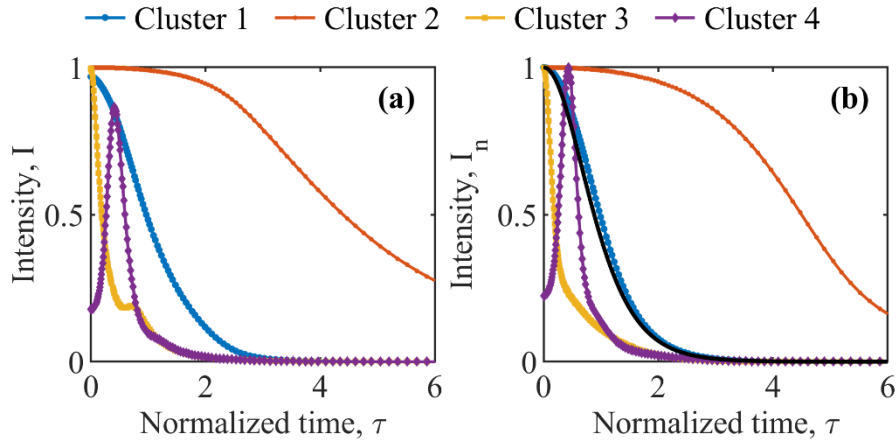 Cluster 1 Cluster 2 Cluster 3 Cluster 4
(a)
1
0.5
0
Intensity, I
0 2 4 6
Normalized time, τ
(b)
1
0.5
0
Intensity, I_n
0 2 4 6
Normalized time, τ